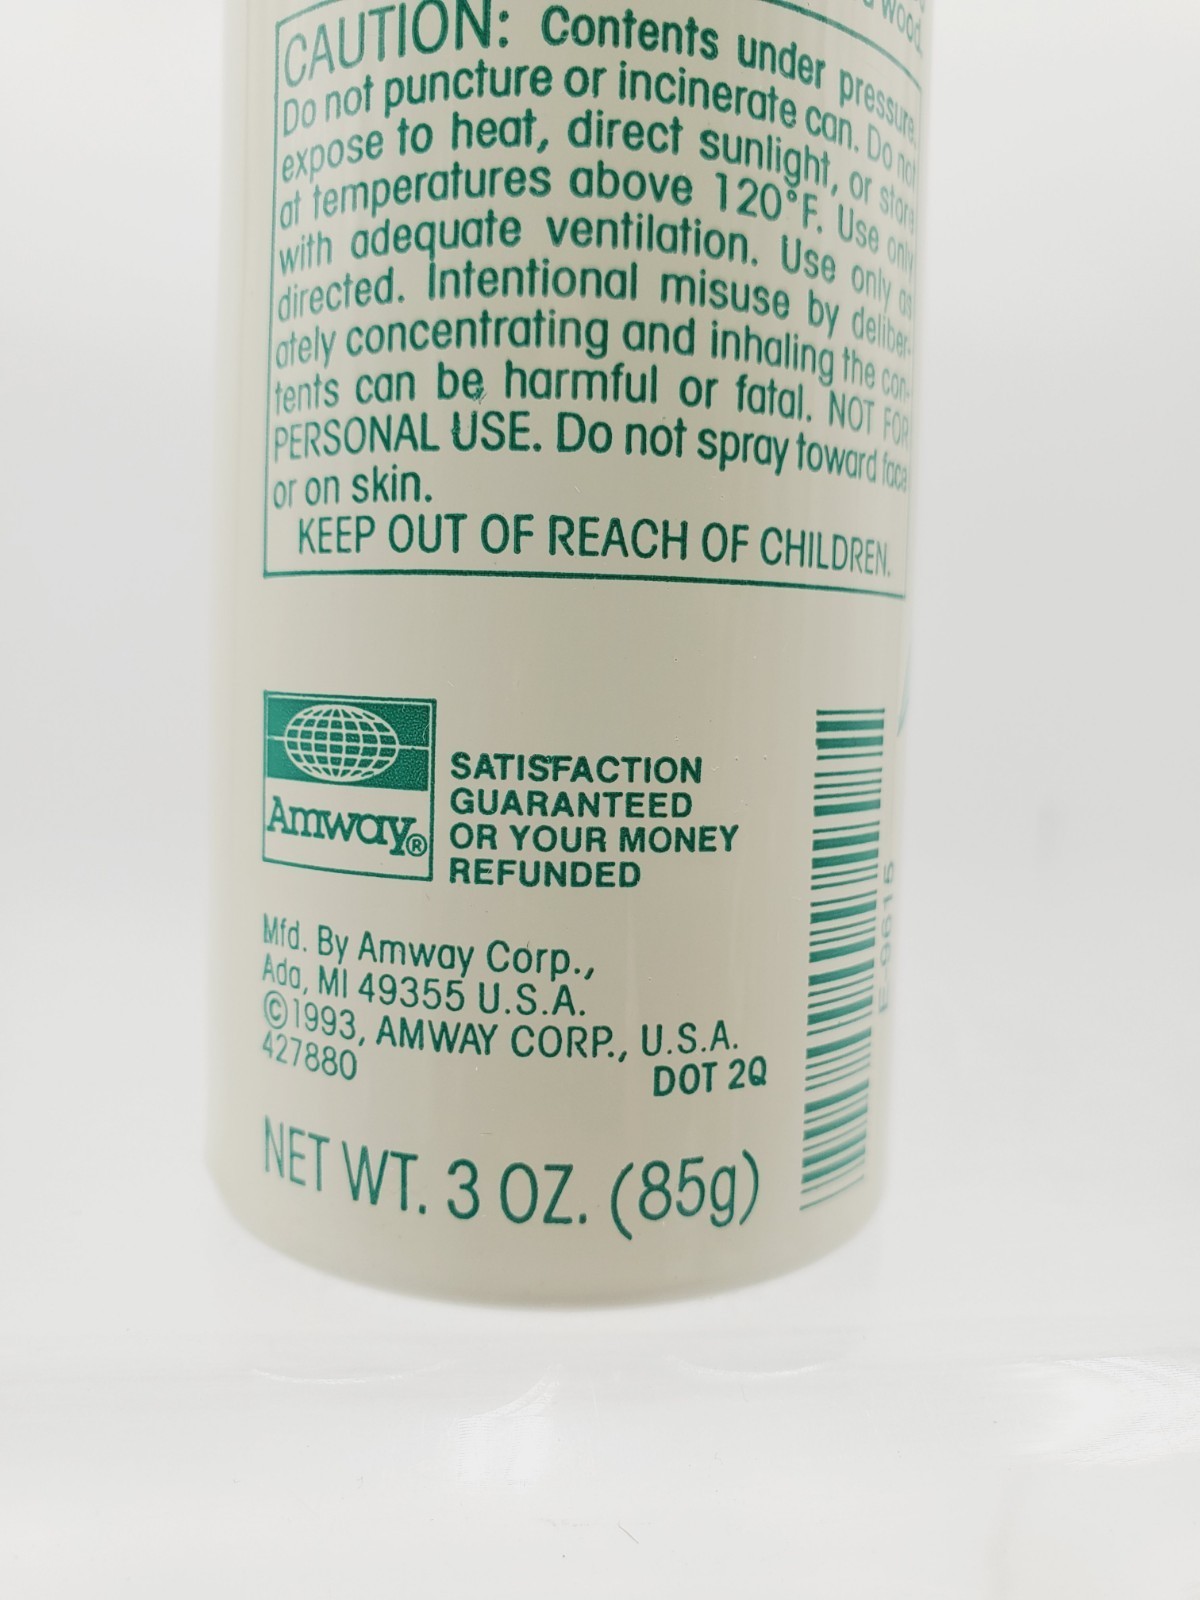 wood.
CAUTION: Contents under pressure.
Do not puncture or incinerate can. Do not
expose to heat, direct sunlight, or store
at temperatures above 120°F. Use only
with adequate ventilation. Use only as
directed. Intentional misuse by deliber-
ately concentrating and inhaling the con-
tents can be harmful or fatal. NOT FOR
PERSONAL USE. Do not spray toward face
or on skin.
KEEP OUT OF REACH OF CHILDREN.
Amway®
SATISFACTION
GUARANTEED
OR YOUR MONEY
REFUNDED
Mfd. By Amway Corp.,
Ada, MI 49355 U.S.A.
©1993, AMWAY CORP., U.S.A.
427880
DOT 2Q
E-9615
NET WT. 3 OZ. (85g)